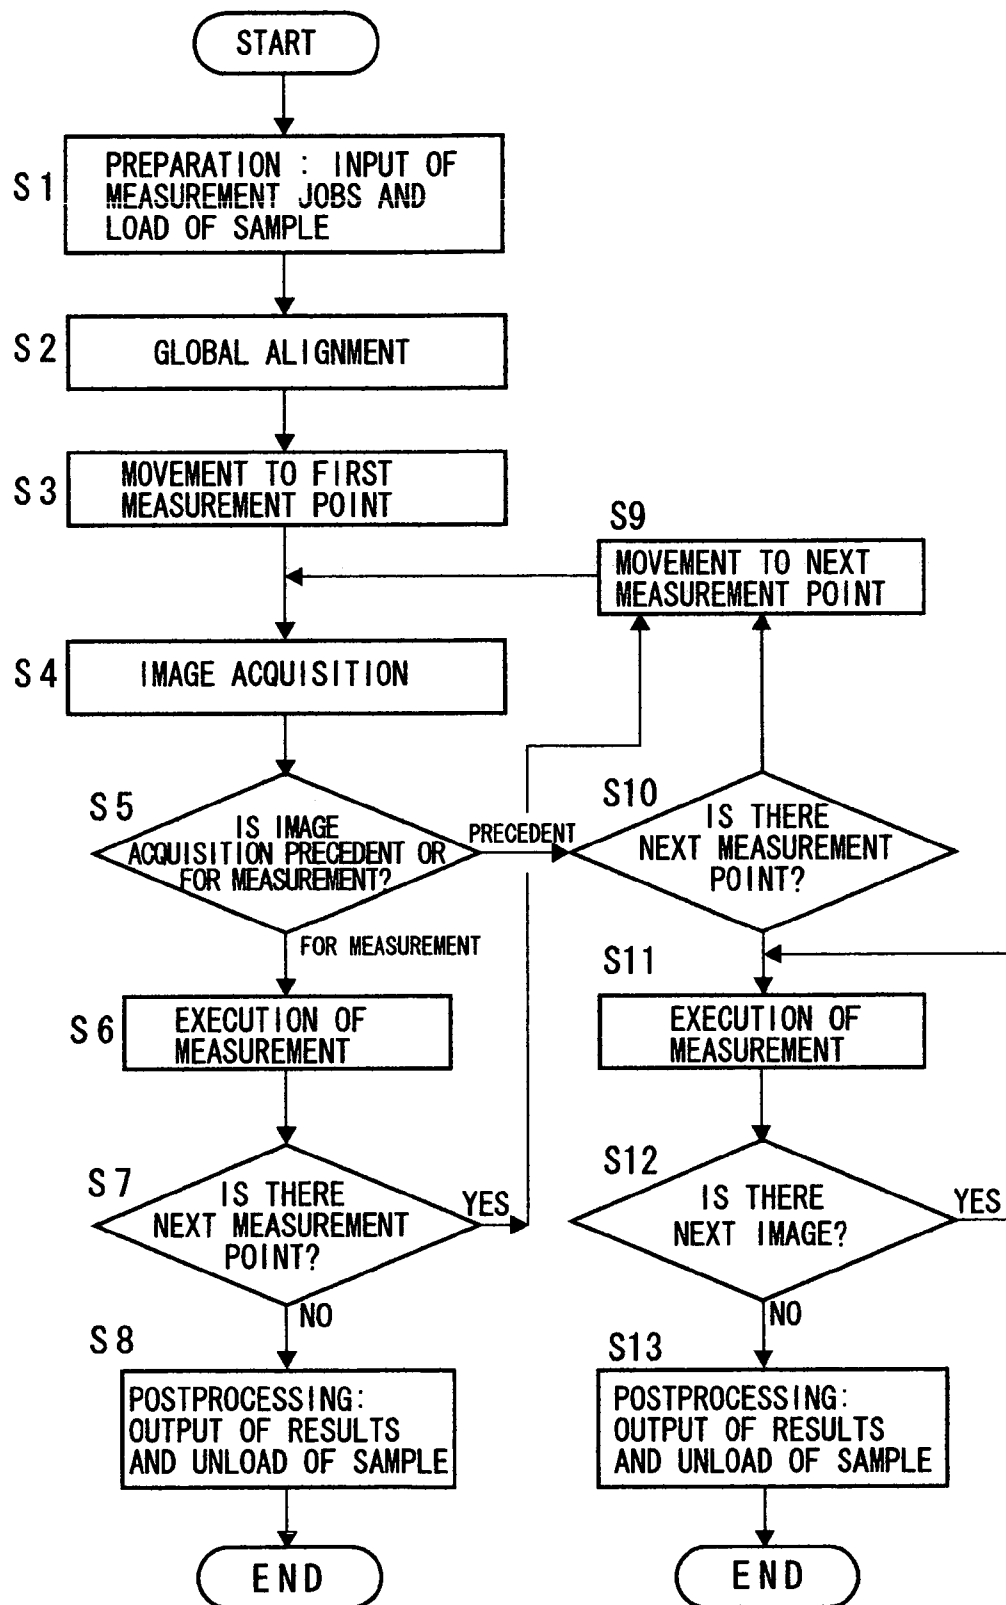 START
S1
PREPARATION : INPUT OF
MEASUREMENT JOBS AND
LOAD OF SAMPLE
S2
GLOBAL ALIGNMENT
S3
MOVEMENT TO FIRST
MEASUREMENT POINT
S9
MOVEMENT TO NEXT
MEASUREMENT POINT
S4
IMAGE ACQUISITION
S5
IS IMAGE
ACQUISITION PRECEDENT OR
FOR MEASUREMENT?
PRECEDENT
S10
IS THERE
NEXT MEASUREMENT
POINT?
FOR MEASUREMENT
S6
EXECUTION OF
MEASUREMENT
S11
EXECUTION OF
MEASUREMENT
S7
IS THERE
NEXT MEASUREMENT
POINT?
YES
NO
S12
IS THERE
NEXT IMAGE?
YES
NO
S8
POSTPROCESSING:
OUTPUT OF RESULTS
AND UNLOAD OF SAMPLE
S13
POSTPROCESSING:
OUTPUT OF RESULTS
AND UNLOAD OF SAMPLE
END
END